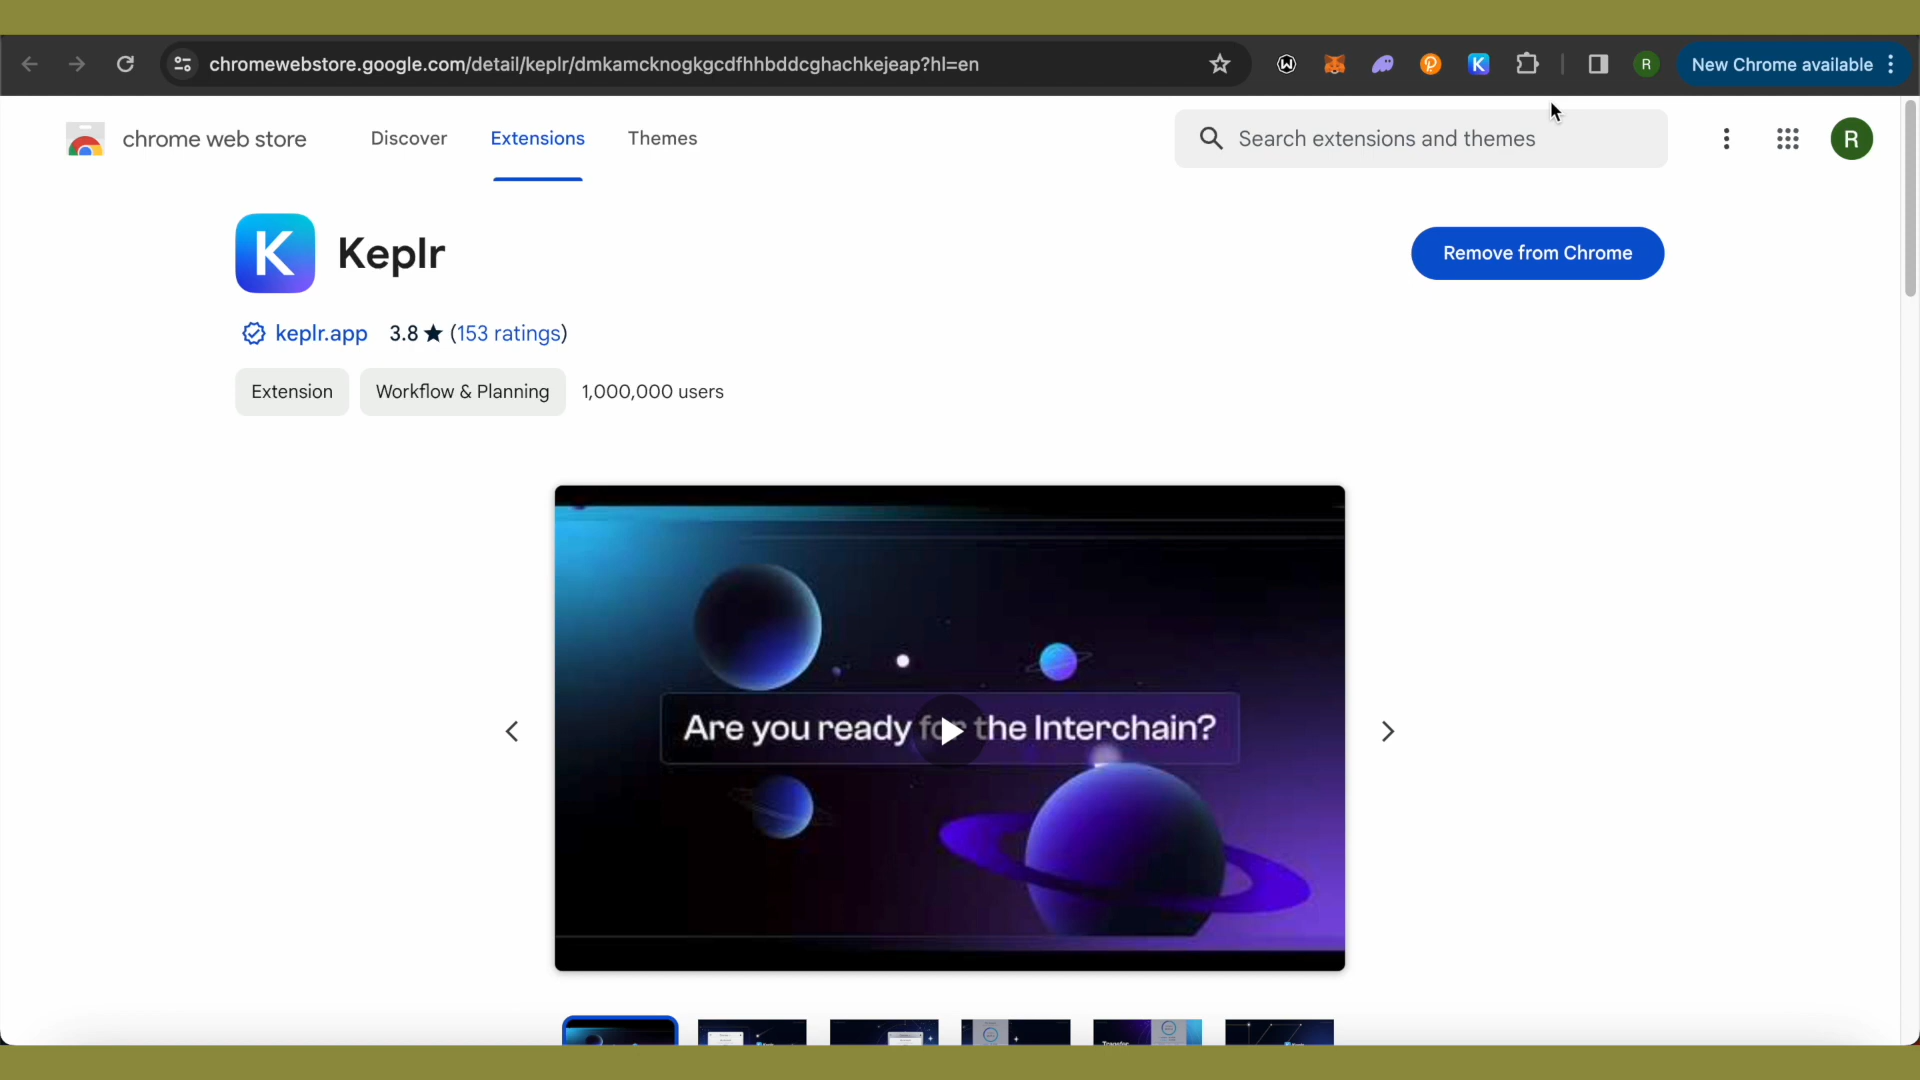 chromewebstore.google.com/detail/keplr/dmkamcknogkgcdfhhbddcghachkejeap?hl=en
K
R
New Chrome available
chrome web store
Discover
Extensions
Themes
Search extensions and themes
R
K
Keplr
Remove from Chrome
keplr.app 3.8 ★ (153 ratings)
Extension
Workflow & Planning
1,000,000 users
Are you ready for the Interchain?
Transfer